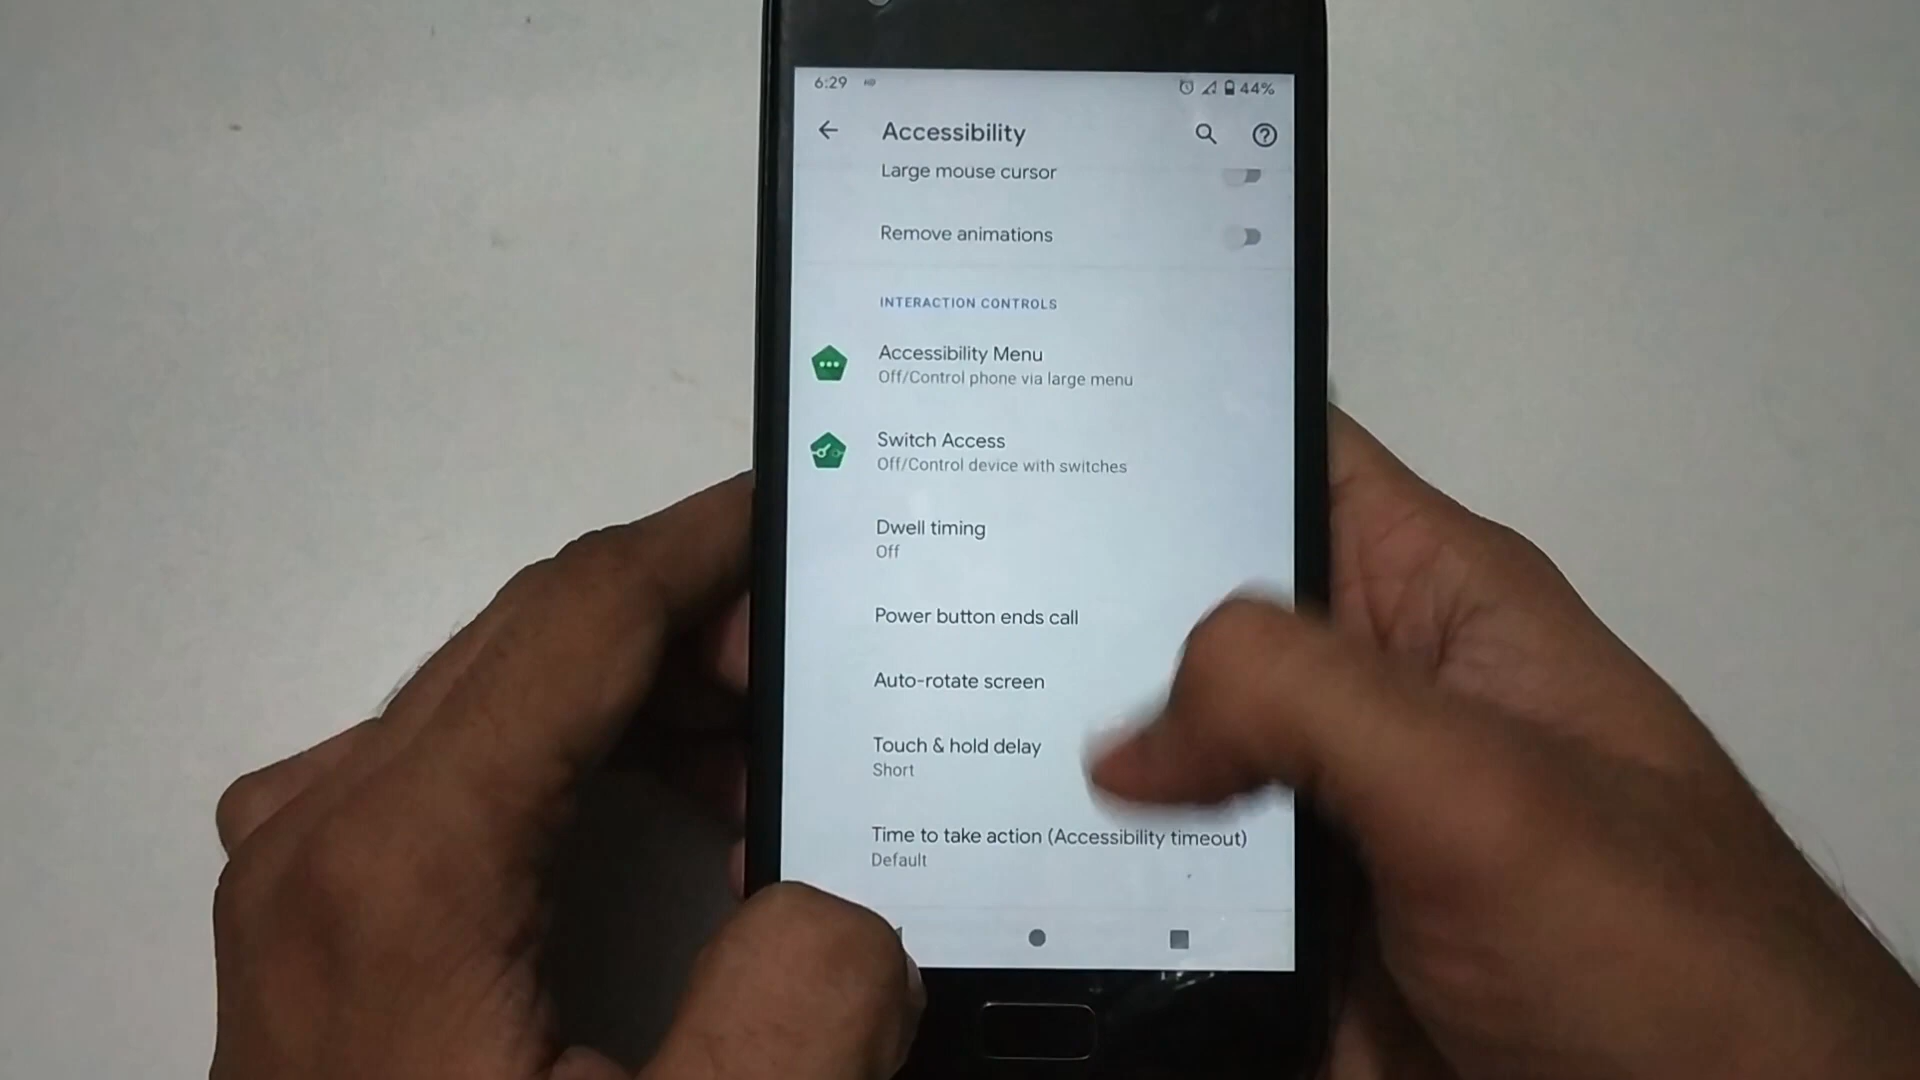 6:29 HD 44%
Accessibility
Large mouse cursor
Remove animations
INTERACTION CONTROLS
Accessibility Menu
Off/Control phone via large menu
Switch Access
Off/Control device with switches
Dwell timing
Off
Power button ends call
Auto-rotate screen
Touch & hold delay
Short
Time to take action (Accessibility timeout)
Default